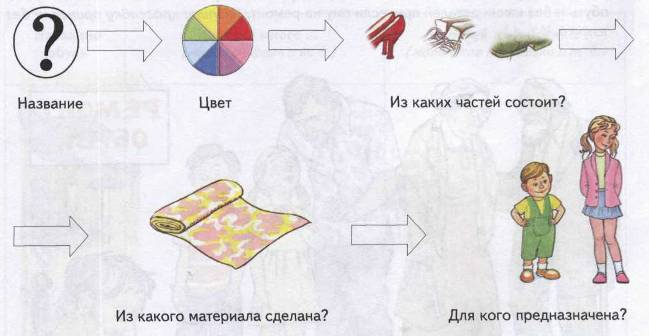 ?
Название
Цвет
Из каких частей состоит?
Из какого материала сделана?
Для кого предназначена?